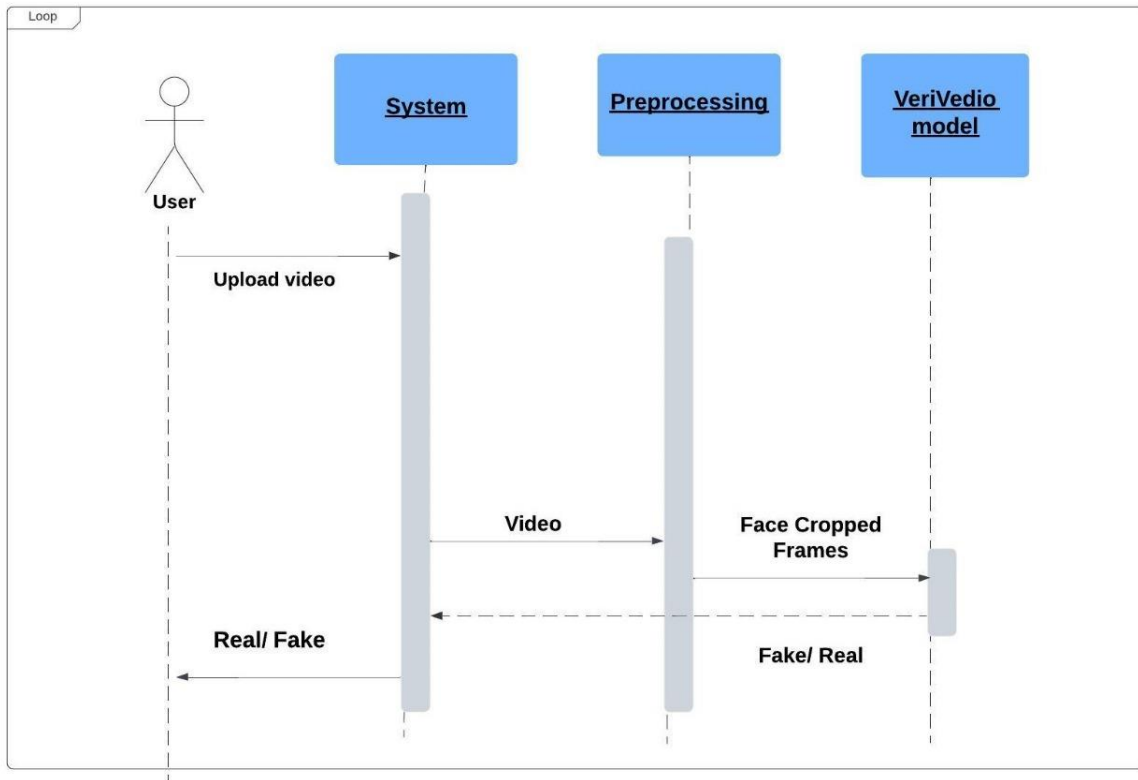 Loop
System
Preprocessing
VeriVedio
model
User
Upload video
Video
Face Cropped
Frames
Real/ Fake
Fake/ Real